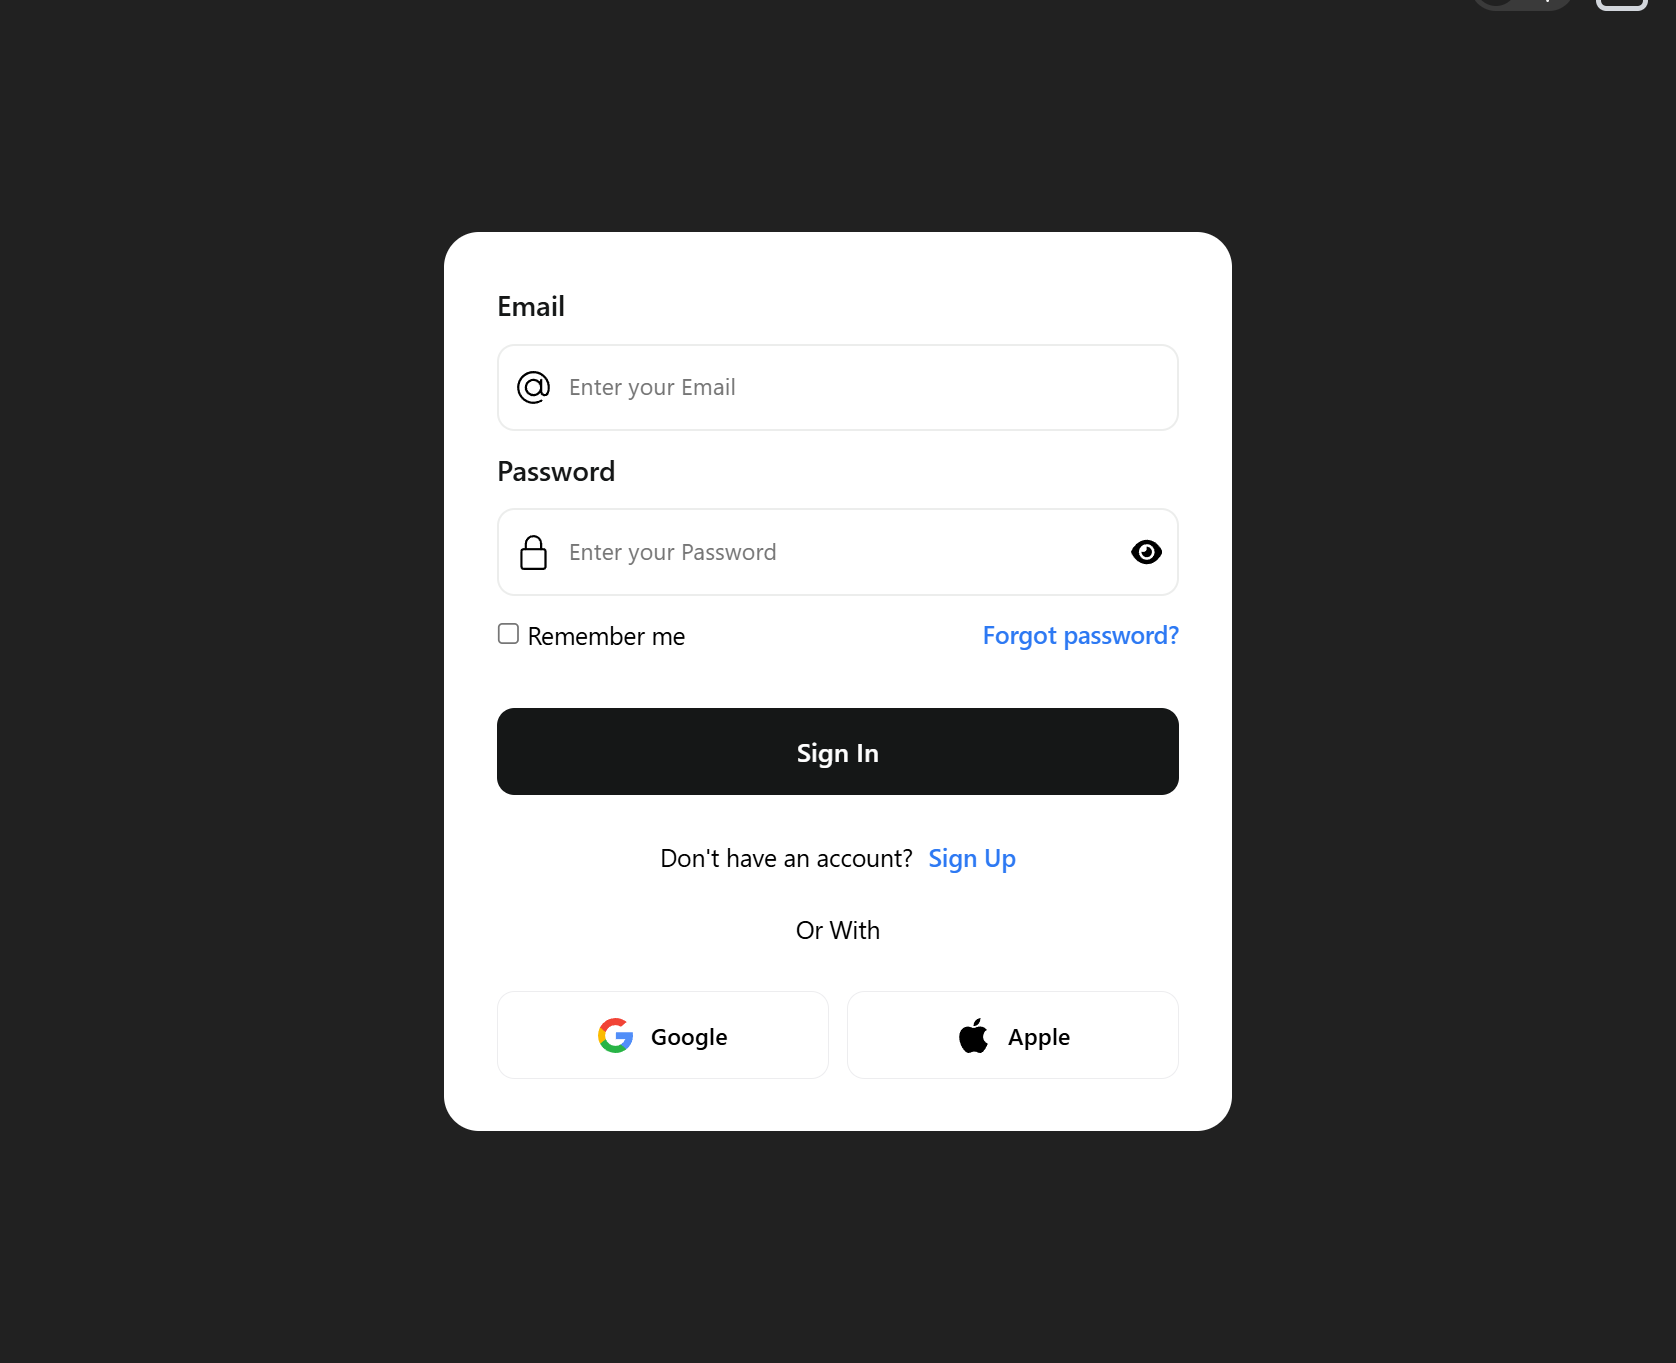 Email
Enter your Email
Password
Enter your Password
Remember me
Forgot password?
Sign In
Don't have an account? Sign Up
Or With
Google
Apple